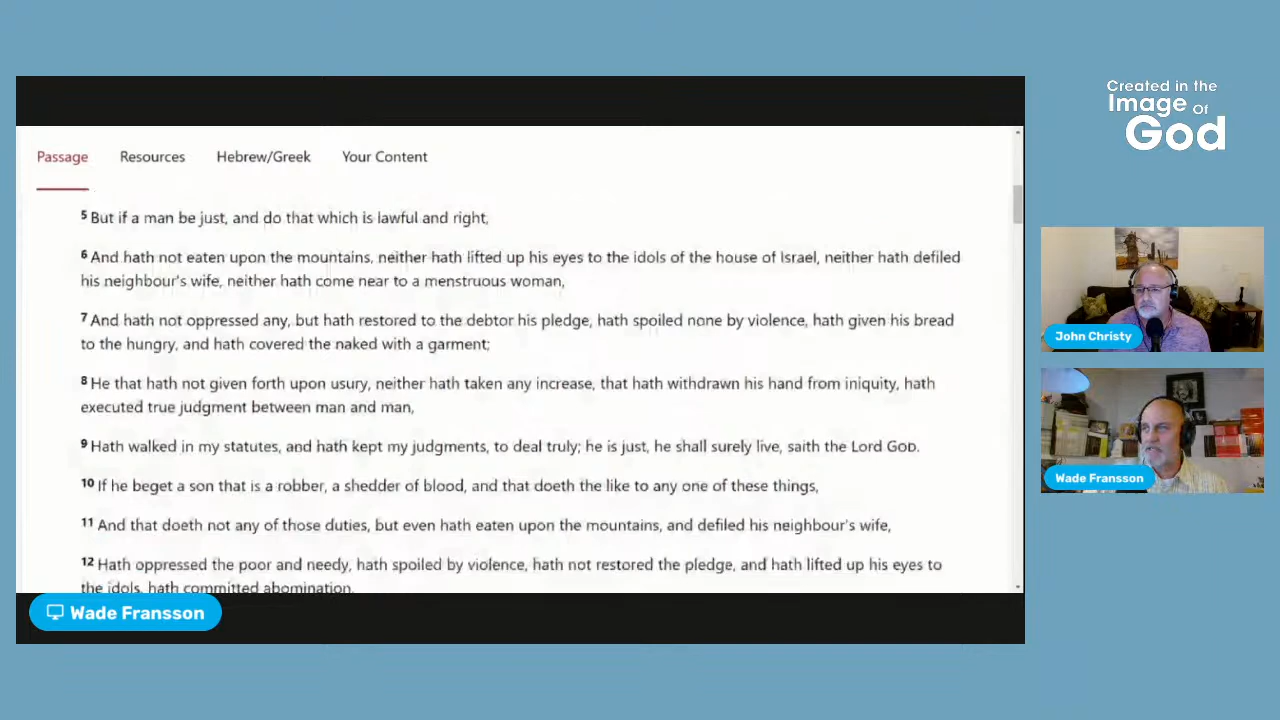 Created in the
Image Of
God
Passage Resources Hebrew/Greek Your Content
5 But if a man be just, and do that which is lawful and right,
6 And hath not eaten upon the mountains, neither hath lifted up his eyes to the idols of the house of Israel, neither hath defiled
his neighbour's wife, neither hath come near to a menstruous woman,
7 And hath not oppressed any, but hath restored to the debtor his pledge, hath spoiled none by violence, hath given his bread
to the hungry, and hath covered the naked with a garment;
8 He that hath not given forth upon usury, neither hath taken any increase, that hath withdrawn his hand from iniquity, hath
executed true judgment between man and man,
9 Hath walked in my statutes, and hath kept my judgments, to deal truly; he is just, he shall surely live, saith the Lord GOD.
10 If he beget a son that is a robber, a shedder of blood, and that doeth the like to any one of these things,
11 And that doeth not any of those duties, but even hath eaten upon the mountains, and defiled his neighbour's wife,
12 Hath oppressed the poor and needy, hath spoiled by violence, hath not restored the pledge, and hath lifted up his eyes to
the idols, hath committed abomination,
Wade Fransson
John Christy
Wade Fransson